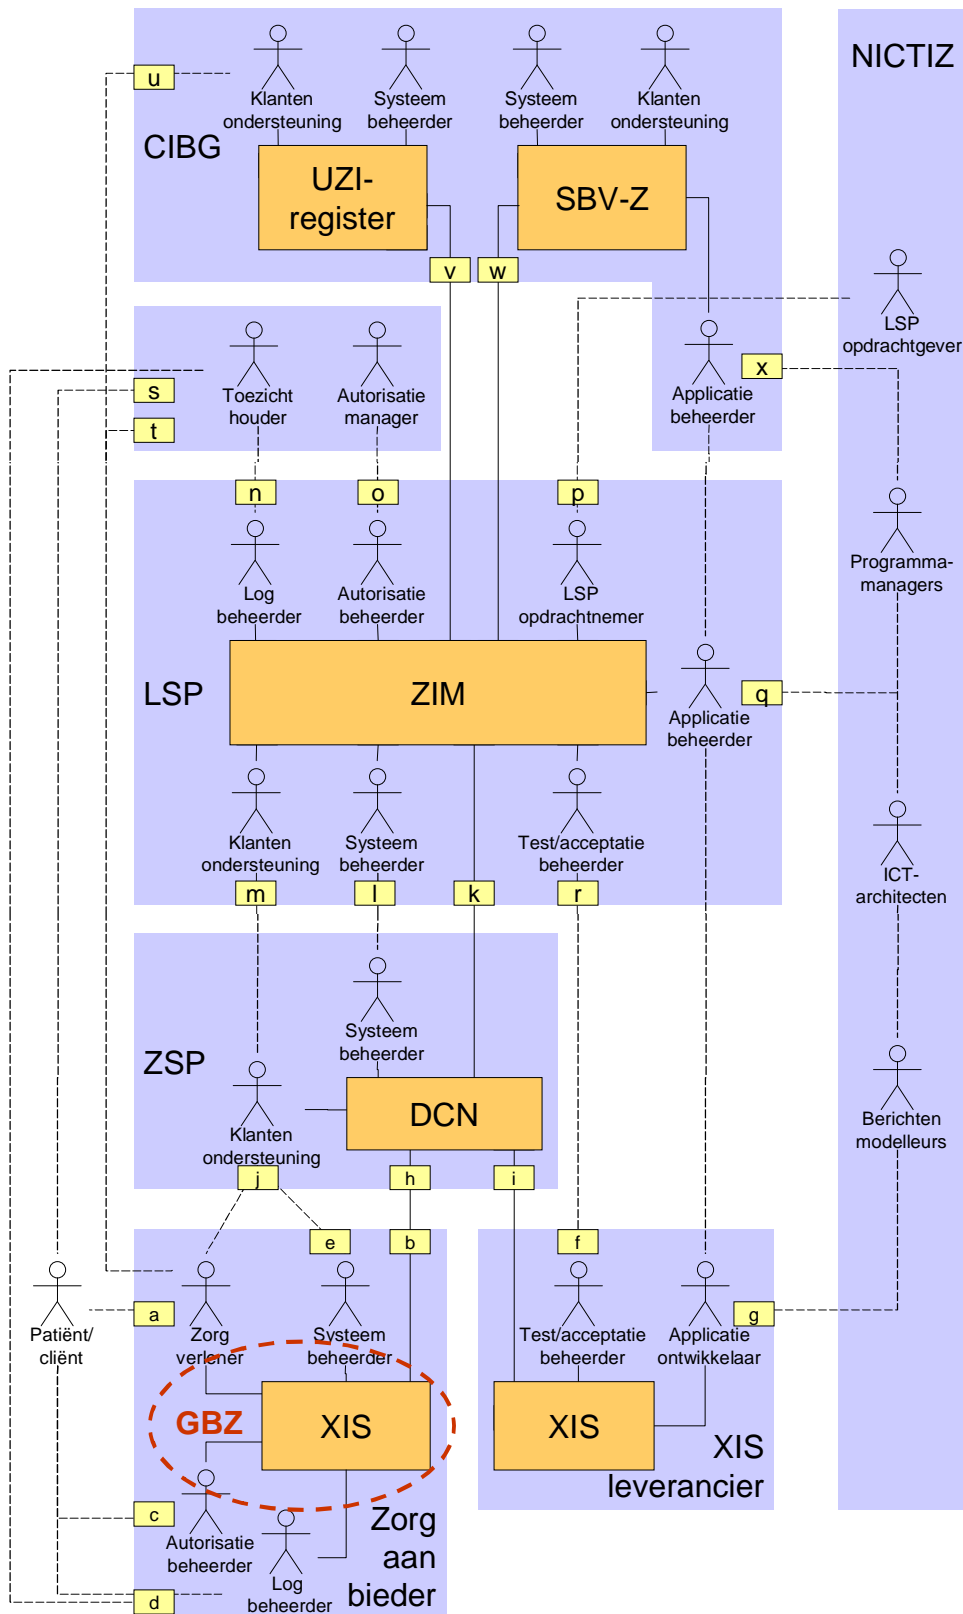 NICTIZ
u
Klanten
ondersteuning
Systeem
beheerder
Systeem
beheerder
Klanten
ondersteuning
CIBG
UZI-
register
SBV-Z
v
w
LSP
opdrachtgever
s
t
Toezicht
houder
Autorisatie
manager
Applicatie
beheerder
x
n
o
p
Log
beheerder
Autorisatie
beheerder
LSP
opdrachtnemer
Programma-
managers
LSP
ZIM
Applicatie
beheerder
q
Klanten
ondersteuning
Systeem
beheerder
Test/acceptatie
beheerder
m
l
k
r
ICT-
architecten
ZSP
Systeem
beheerder
DCN
Klanten
ondersteuning
Berichten
modelleurs
j
h
i
e
b
f
Patiënt/
cliënt
a
Zorg
verlener
Systeem
beheerder
Test/acceptatie
beheerder
Applicatie
ontwikkelaar
g
GBZ
XIS
XIS
XIS
leverancier
c
Autorisatie
beheerder
d
Log
beheerder
Zorg
aan
bieder